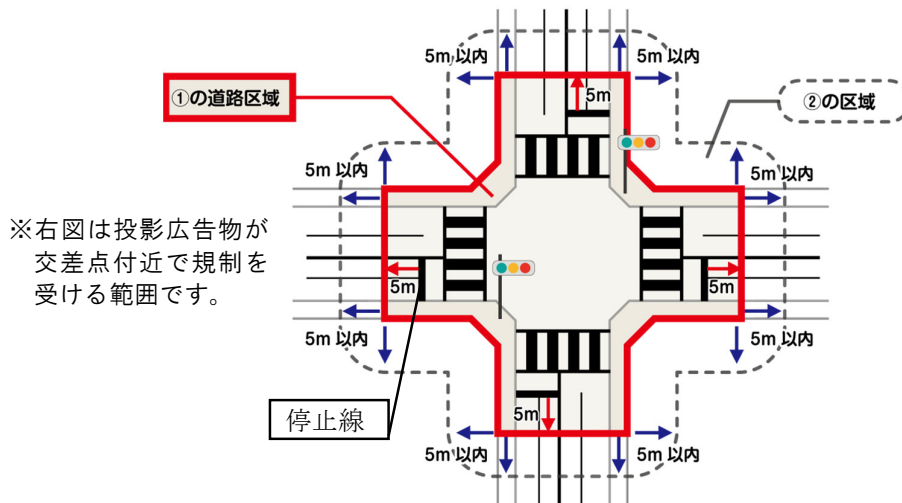 5m 以内
5m 以内
①の道路区域
5m
②の区域
5m 以内
5m 以内
※右図は投影広告物が
交差点付近で規制を
受ける範囲です。
5m
5m
5m 以内
5m 以内
停止線
5m
5m 以内
5m 以内